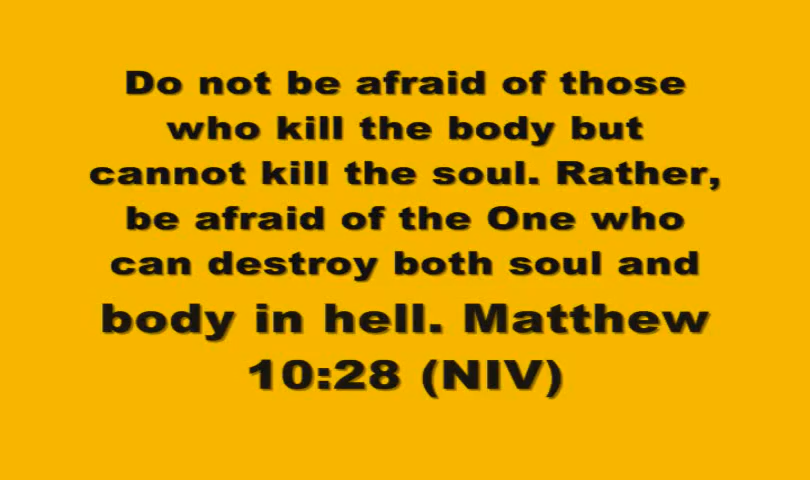 Do not be afraid of those
who kill the body but
cannot kill the soul. Rather,
be afraid of the One who
can destroy both soul and
body in hell. Matthew
10:28 (NIV)